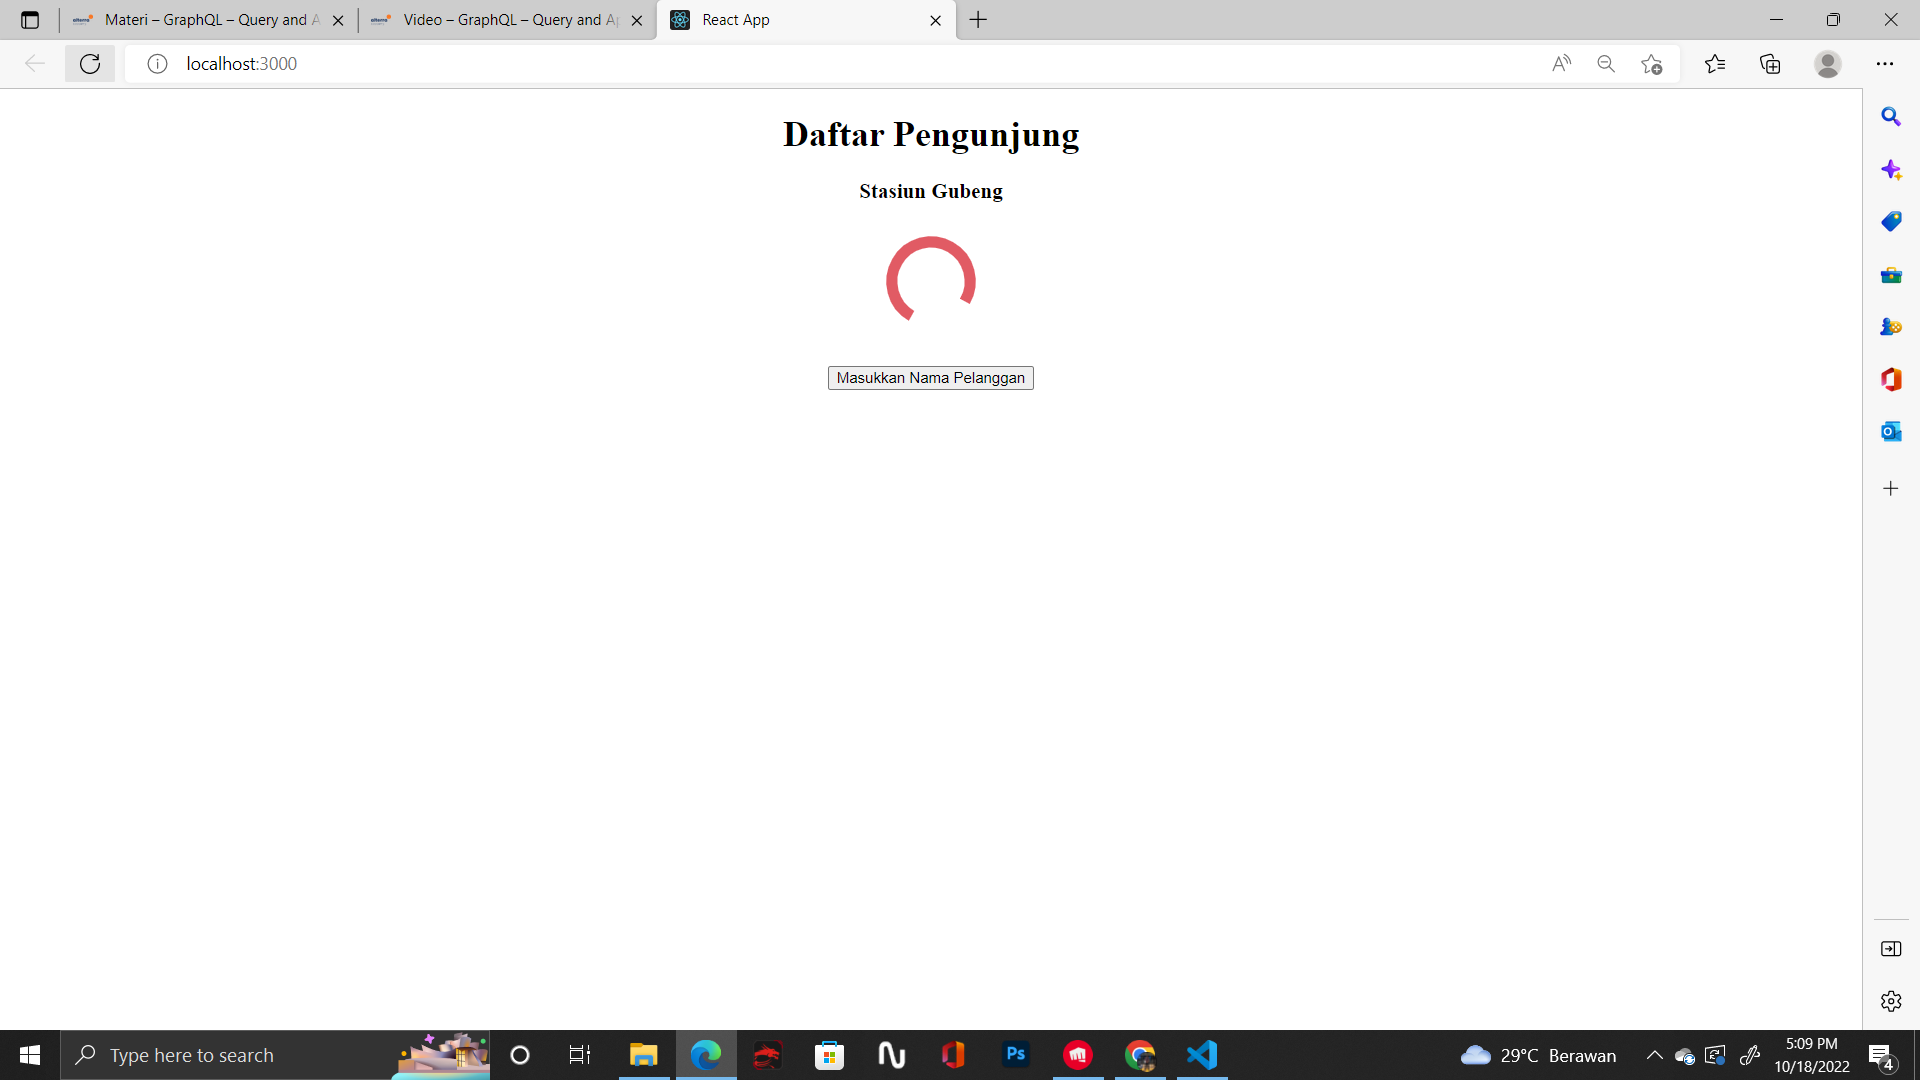 Materi – GraphQL – Query and A
Video – GraphQL – Query and Ap
React App
localhost:3000
Daftar Pengunjung
Stasiun Gubeng
Masukkan Nama Pelanggan
Type here to search
Ps
29°C Berawan
5:09 PM
10/18/2022
4